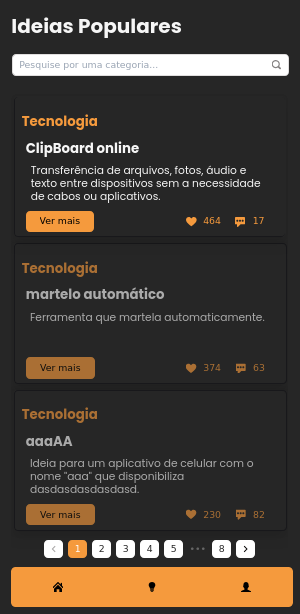 Ideias Populares
Pesquise por uma categoria...
Tecnologia
ClipBoard online
Transferência de arquivos, fotos, áudio e
texto entre dispositivos sem a necessidade
de cabos ou aplicativos.
Ver mais 464 17
Tecnologia
martelo automático
Ferramenta que martela automaticamente.
Ver mais 374 63
Tecnologia
aaaAA
Ideia para um aplicativo de celular com o
nome "aaa" que disponibiliza
dasdasdasdasdasd.
Ver mais 230 82
‹ 1 2 3 4 5 ••• 8 ›